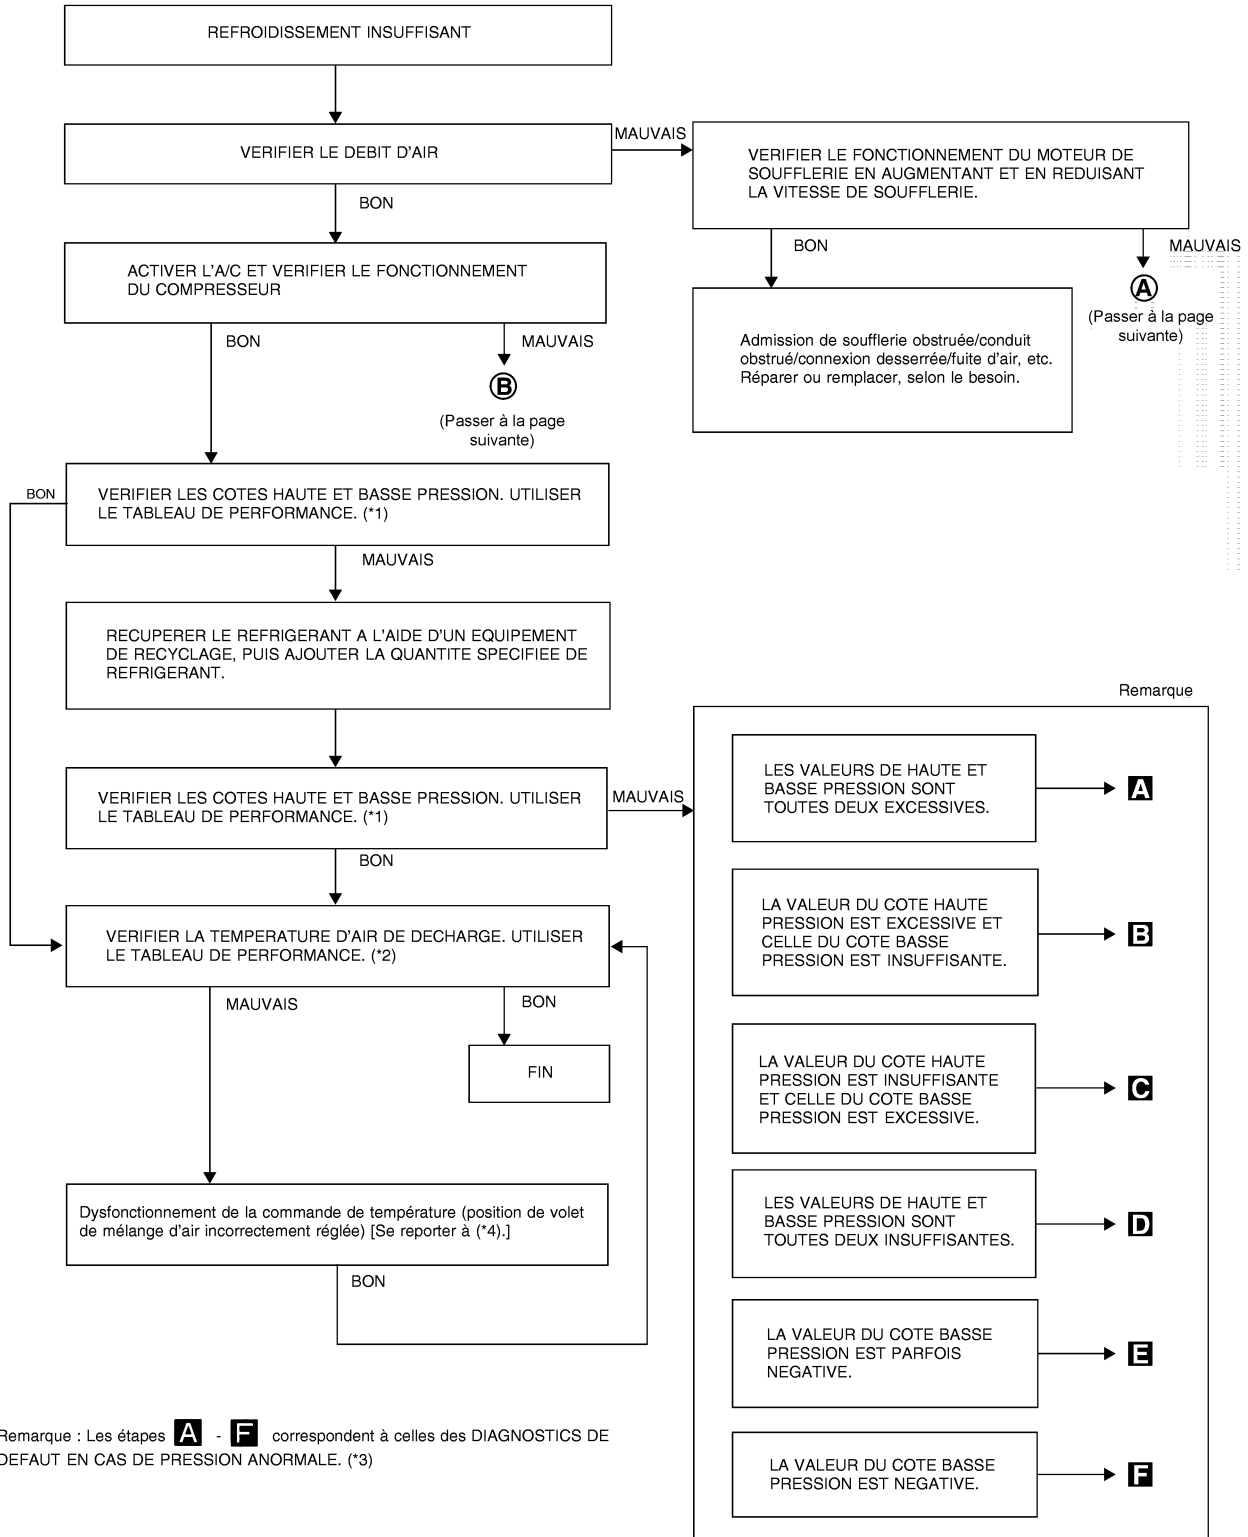 REFROIDISSEMENT INSUFFISANT
VERIFIER LE DEBIT D'AIR
MAUVAIS
VERIFIER LE FONCTIONNEMENT DU MOTEUR DE
SOUFFLERIE EN AUGMENTANT ET EN REDUISANT
LA VITESSE DE SOUFFLERIE.
BON
BON
MAUVAIS
ACTIVER L'A/C ET VERIFIER LE FONCTIONNEMENT
DU COMPRESSEUR
A
(Passer à la page
suivante)
Admission de soufflerie obstruée/conduit
obstrué/connexion desserrée/fuite d'air, etc.
Réparer ou remplacer, selon le besoin.
BON
MAUVAIS
B
(Passer à la page
suivante)
BON
VERIFIER LES COTES HAUTE ET BASSE PRESSION. UTILISER
LE TABLEAU DE PERFORMANCE. (*1)
MAUVAIS
RECUPERER LE REFRIGERANT A L'AIDE D'UN EQUIPEMENT
DE RECYCLAGE, PUIS AJOUTER LA QUANTITE SPECIFIEE DE
REFRIGERANT.
VERIFIER LES COTES HAUTE ET BASSE PRESSION. UTILISER
LE TABLEAU DE PERFORMANCE. (*1)
MAUVAIS
BON
VERIFIER LA TEMPERATURE D'AIR DE DECHARGE. UTILISER
LE TABLEAU DE PERFORMANCE. (*2)
MAUVAIS
BON
FIN
Dysfonctionnement de la commande de température (position de volet
de mélange d'air incorrectement réglée) [Se reporter à (*4).]
BON
Remarque
LES VALEURS DE HAUTE ET
BASSE PRESSION SONT
TOUTES DEUX EXCESSIVES.
A
LA VALEUR DU COTE HAUTE
PRESSION EST EXCESSIVE ET
CELLE DU COTE BASSE
PRESSION EST INSUFFISANTE.
B
LA VALEUR DU COTE HAUTE
PRESSION EST INSUFFISANTE
ET CELLE DU COTE BASSE
PRESSION EST EXCESSIVE.
C
LES VALEURS DE HAUTE ET
BASSE PRESSION SONT
TOUTES DEUX INSUFFISANTES.
D
LA VALEUR DU COTE BASSE
PRESSION EST PARFOIS
NEGATIVE.
E
LA VALEUR DU COTE BASSE
PRESSION EST NEGATIVE.
F
Remarque : Les étapes A - F correspondent à celles des DIAGNOSTICS DE
DEFAUT EN CAS DE PRESSION ANORMALE. (*3)